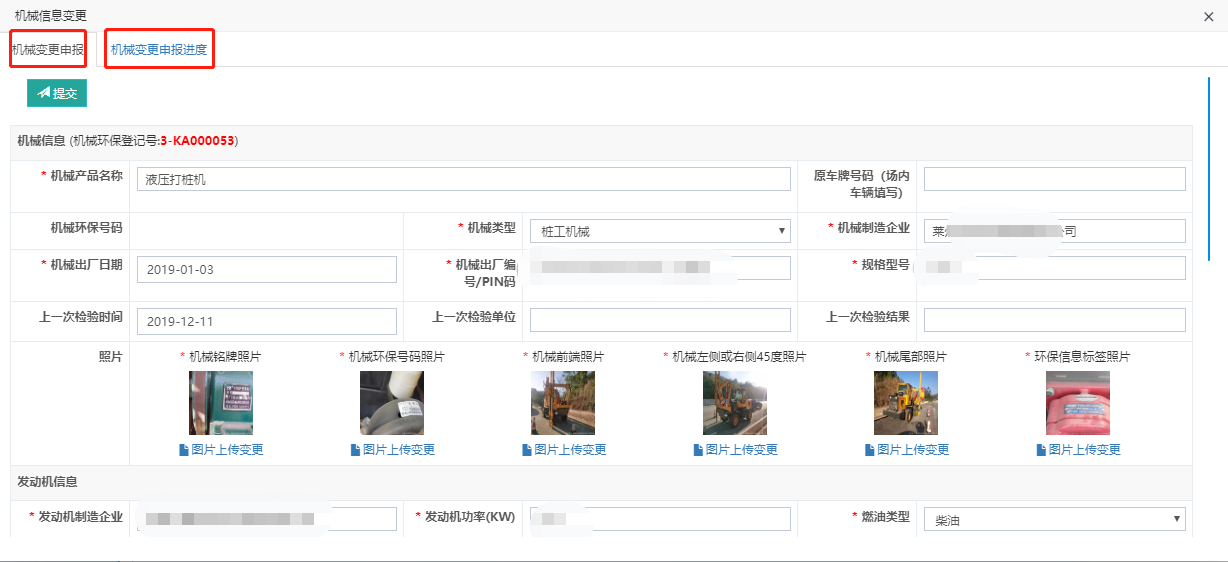 机械信息变更
机械变更申报
机械变更申报进度
提交
机械信息 (机械环保登记号:3-KA000053)
* 机械产品名称
液压打桩机
原车牌号码（场内
车辆填写）
机械环保号码
* 机械类型
桩工机械
* 机械制造企业
莱
司
* 机械出厂日期
2019-01-03
* 机械出厂编
号/PIN码
* 规格型号
上一次检验时间
2019-12-11
上一次检验单位
上一次检验结果
照片
* 机械铭牌照片
* 机械环保号码照片
* 机械前端照片
* 机械左侧或右侧45度照片
* 机械尾部照片
* 环保信息标签照片
图片上传变更
图片上传变更
图片上传变更
图片上传变更
图片上传变更
图片上传变更
发动机信息
* 发动机制造企业
* 发动机功率(KW)
* 燃油类型
柴油